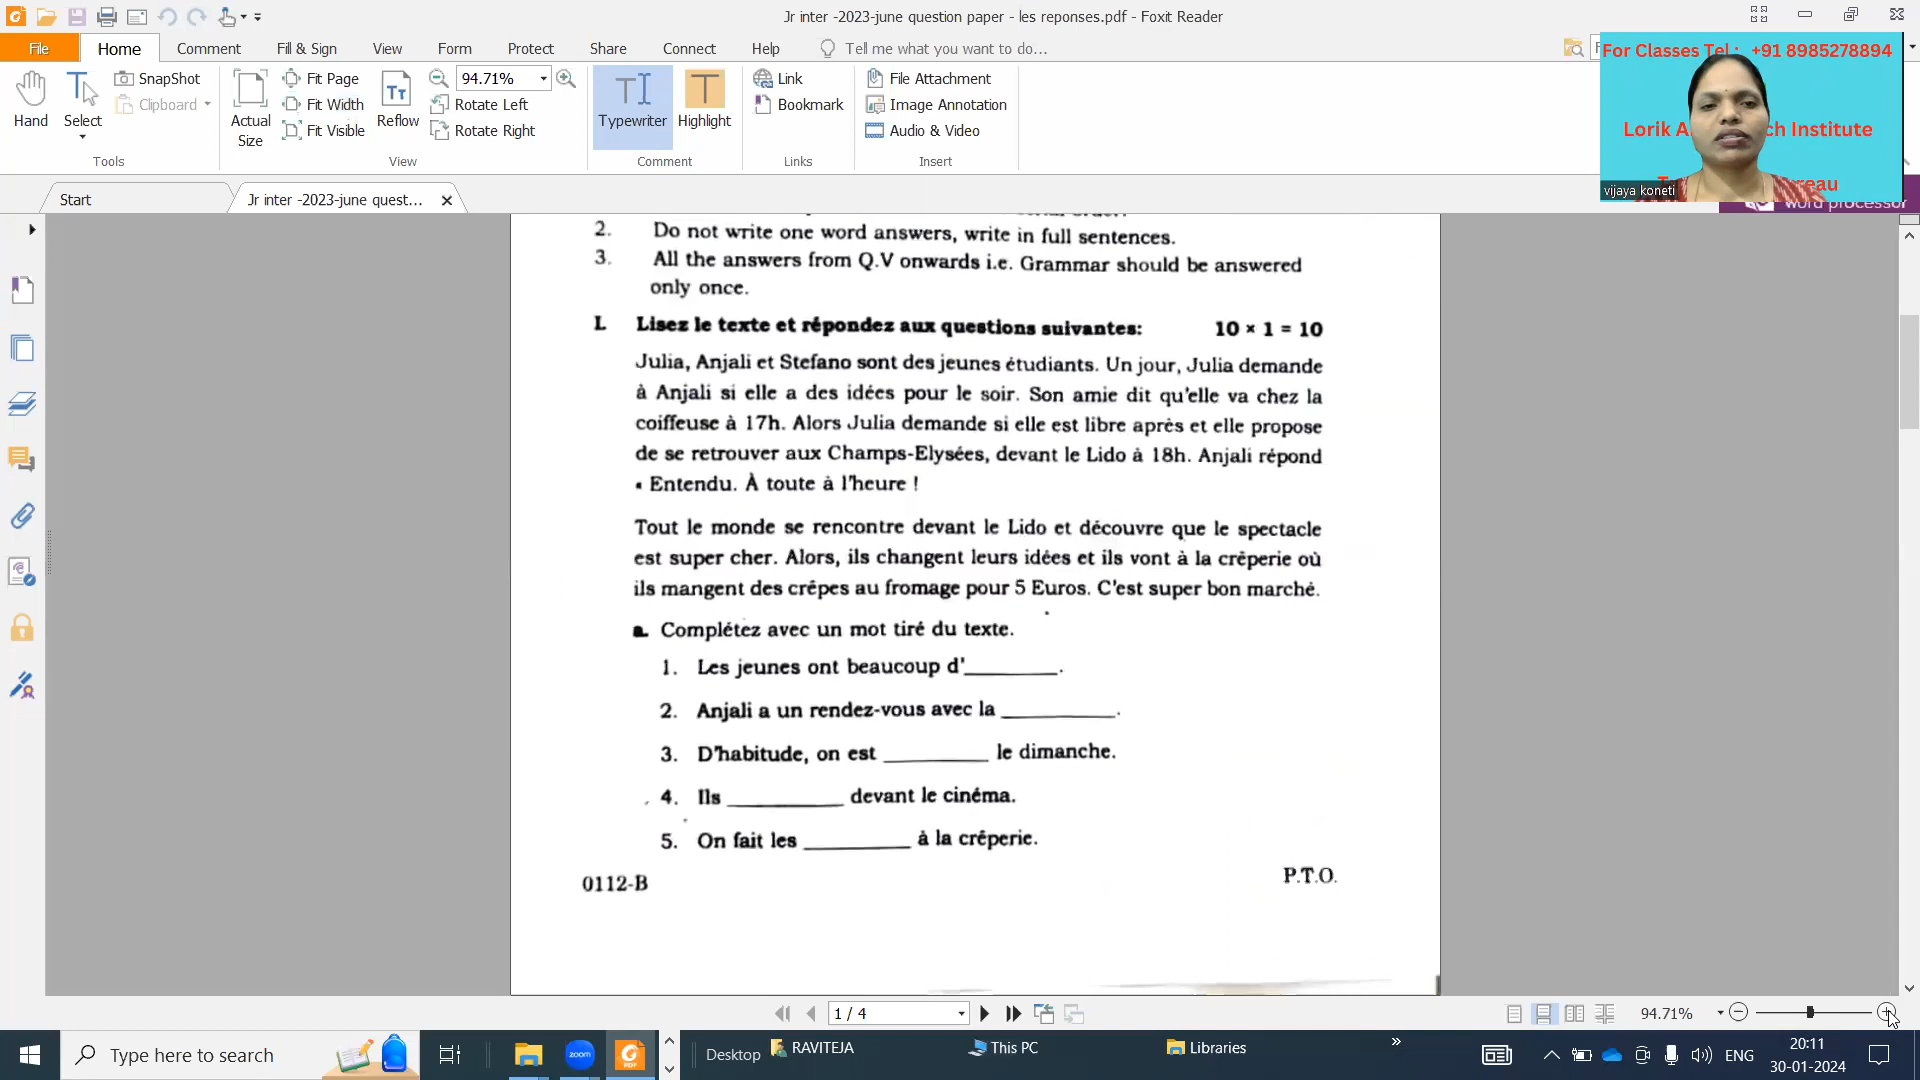 Jr inter -2023-june question paper - les reponses.pdf - Foxit Reader
File Home Comment Fill & Sign View Form Protect Share Connect Help Tell me what you want to do...
Hand
Select
SnapShot
Clipboard
Tools
Actual Size
Fit Page
Fit Width
Fit Visible
Reflow
94.71%
Rotate Left
Rotate Right
View
Typewriter
Highlight
Comment
Link
Bookmark
Links
File Attachment
Image Annotation
Audio & Video
Insert
For Classes Tel : +91 8985278894
Institute
vijaya koneti
word processor
Start
Jr inter -2023-june quest...
2. Do not write one word answers, write in full sentences.
3. All the answers from Q.V onwards i.e. Grammar should be answered
only once.
I. Lisez le texte et répondez aux questions suivantes: 10 × 1 = 10
Julia, Anjali et Stefano sont des jeunes étudiants. Un jour, Julia demande
à Anjali si elle a des idées pour le soir. Son amie dit qu'elle va chez la
coiffeuse à 17h. Alors Julia demande si elle est libre après et elle propose
de se retrouver aux Champs-Elysées, devant le Lido à 18h. Anjali répond
« Entendu. À toute à l'heure !
Tout le monde se rencontre devant le Lido et découvre que le spectacle
est super cher. Alors, ils changent leurs idées et ils vont à la crêperie où
ils mangent des crêpes au fromage pour 5 Euros. C'est super bon marché.
a. Complétez avec un mot tiré du texte.
1. Les jeunes ont beaucoup d'________.
2. Anjali a un rendez-vous avec la __________.
3. D'habitude, on est _________ le dimanche.
4. Ils __________ devant le cinéma.
5. On fait les _________ à la crêperie.
0112-B P.T.O.
1 / 4
94.71%
Type here to search
zoom
Desktop
RAVITEJA
This PC
Libraries
ENG
20:11
30-01-2024